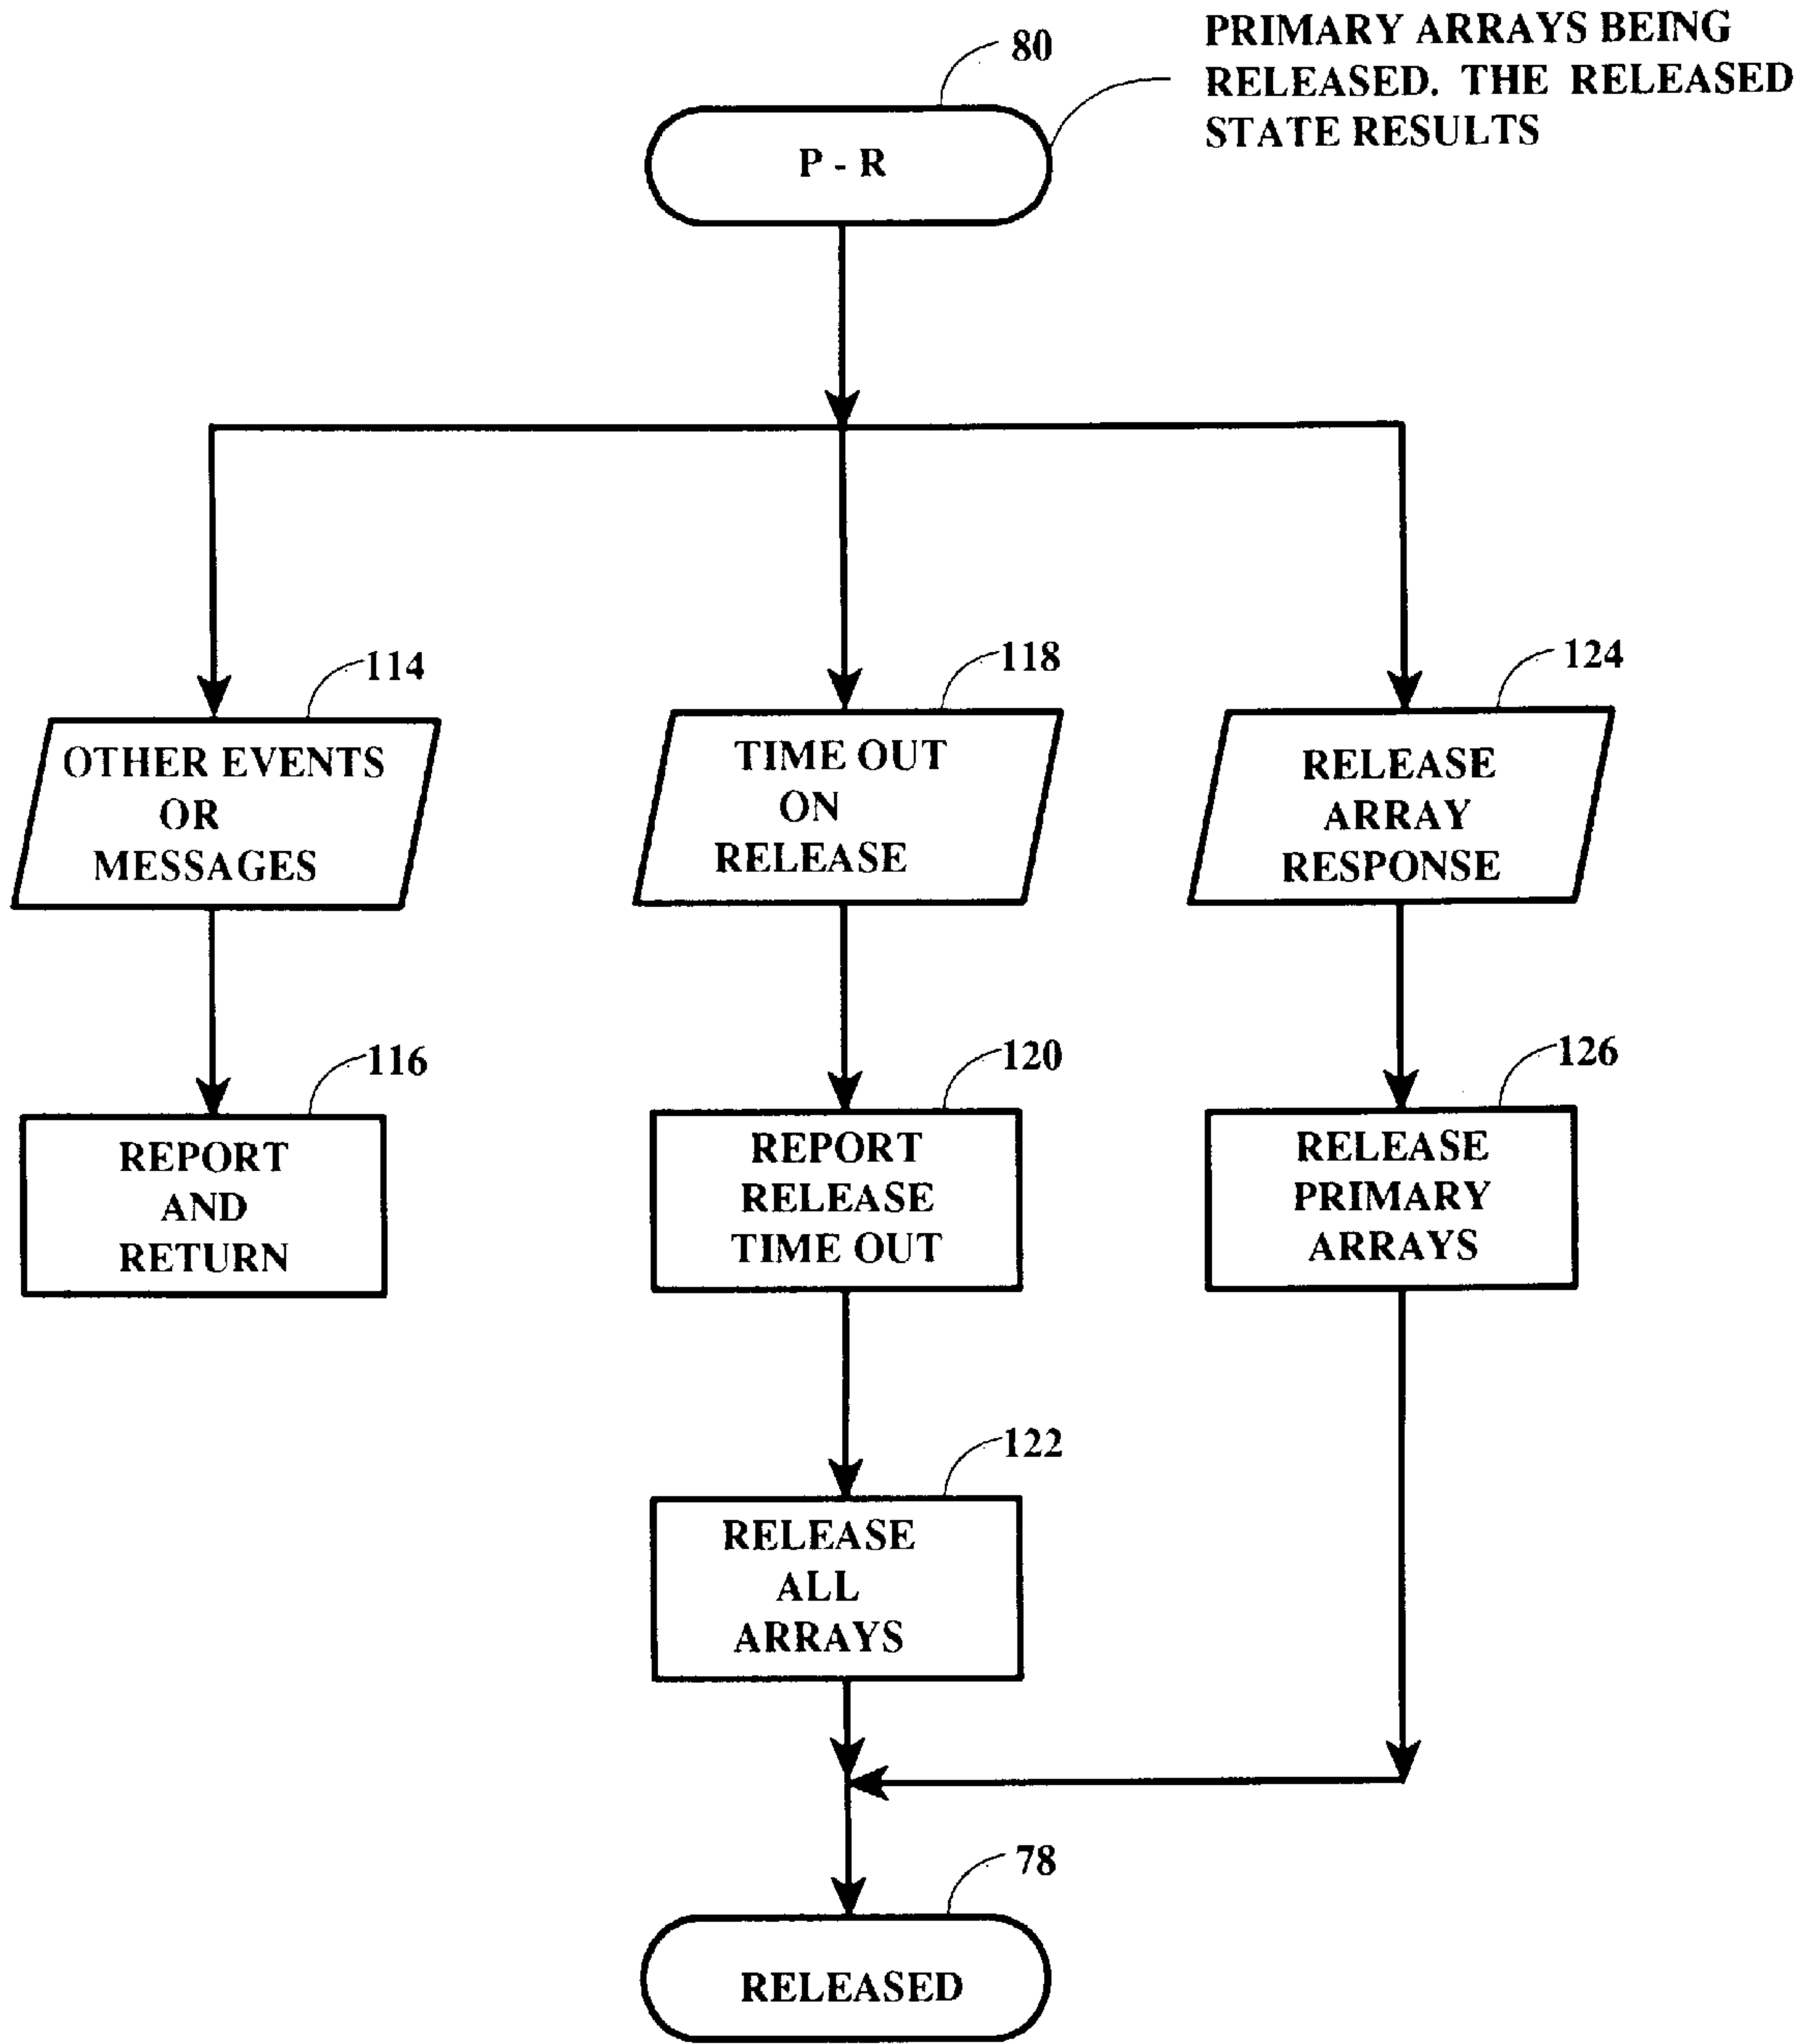 80
PRIMARY ARRAYS BEING
RELEASED. THE RELEASED
STATE RESULTS
P - R
114
OTHER EVENTS
OR
MESSAGES
118
TIME OUT
ON
RELEASE
124
RELEASE
ARRAY
RESPONSE
116
REPORT
AND
RETURN
120
REPORT
RELEASE
TIME OUT
126
RELEASE
PRIMARY
ARRAYS
122
RELEASE
ALL
ARRAYS
78
RELEASED